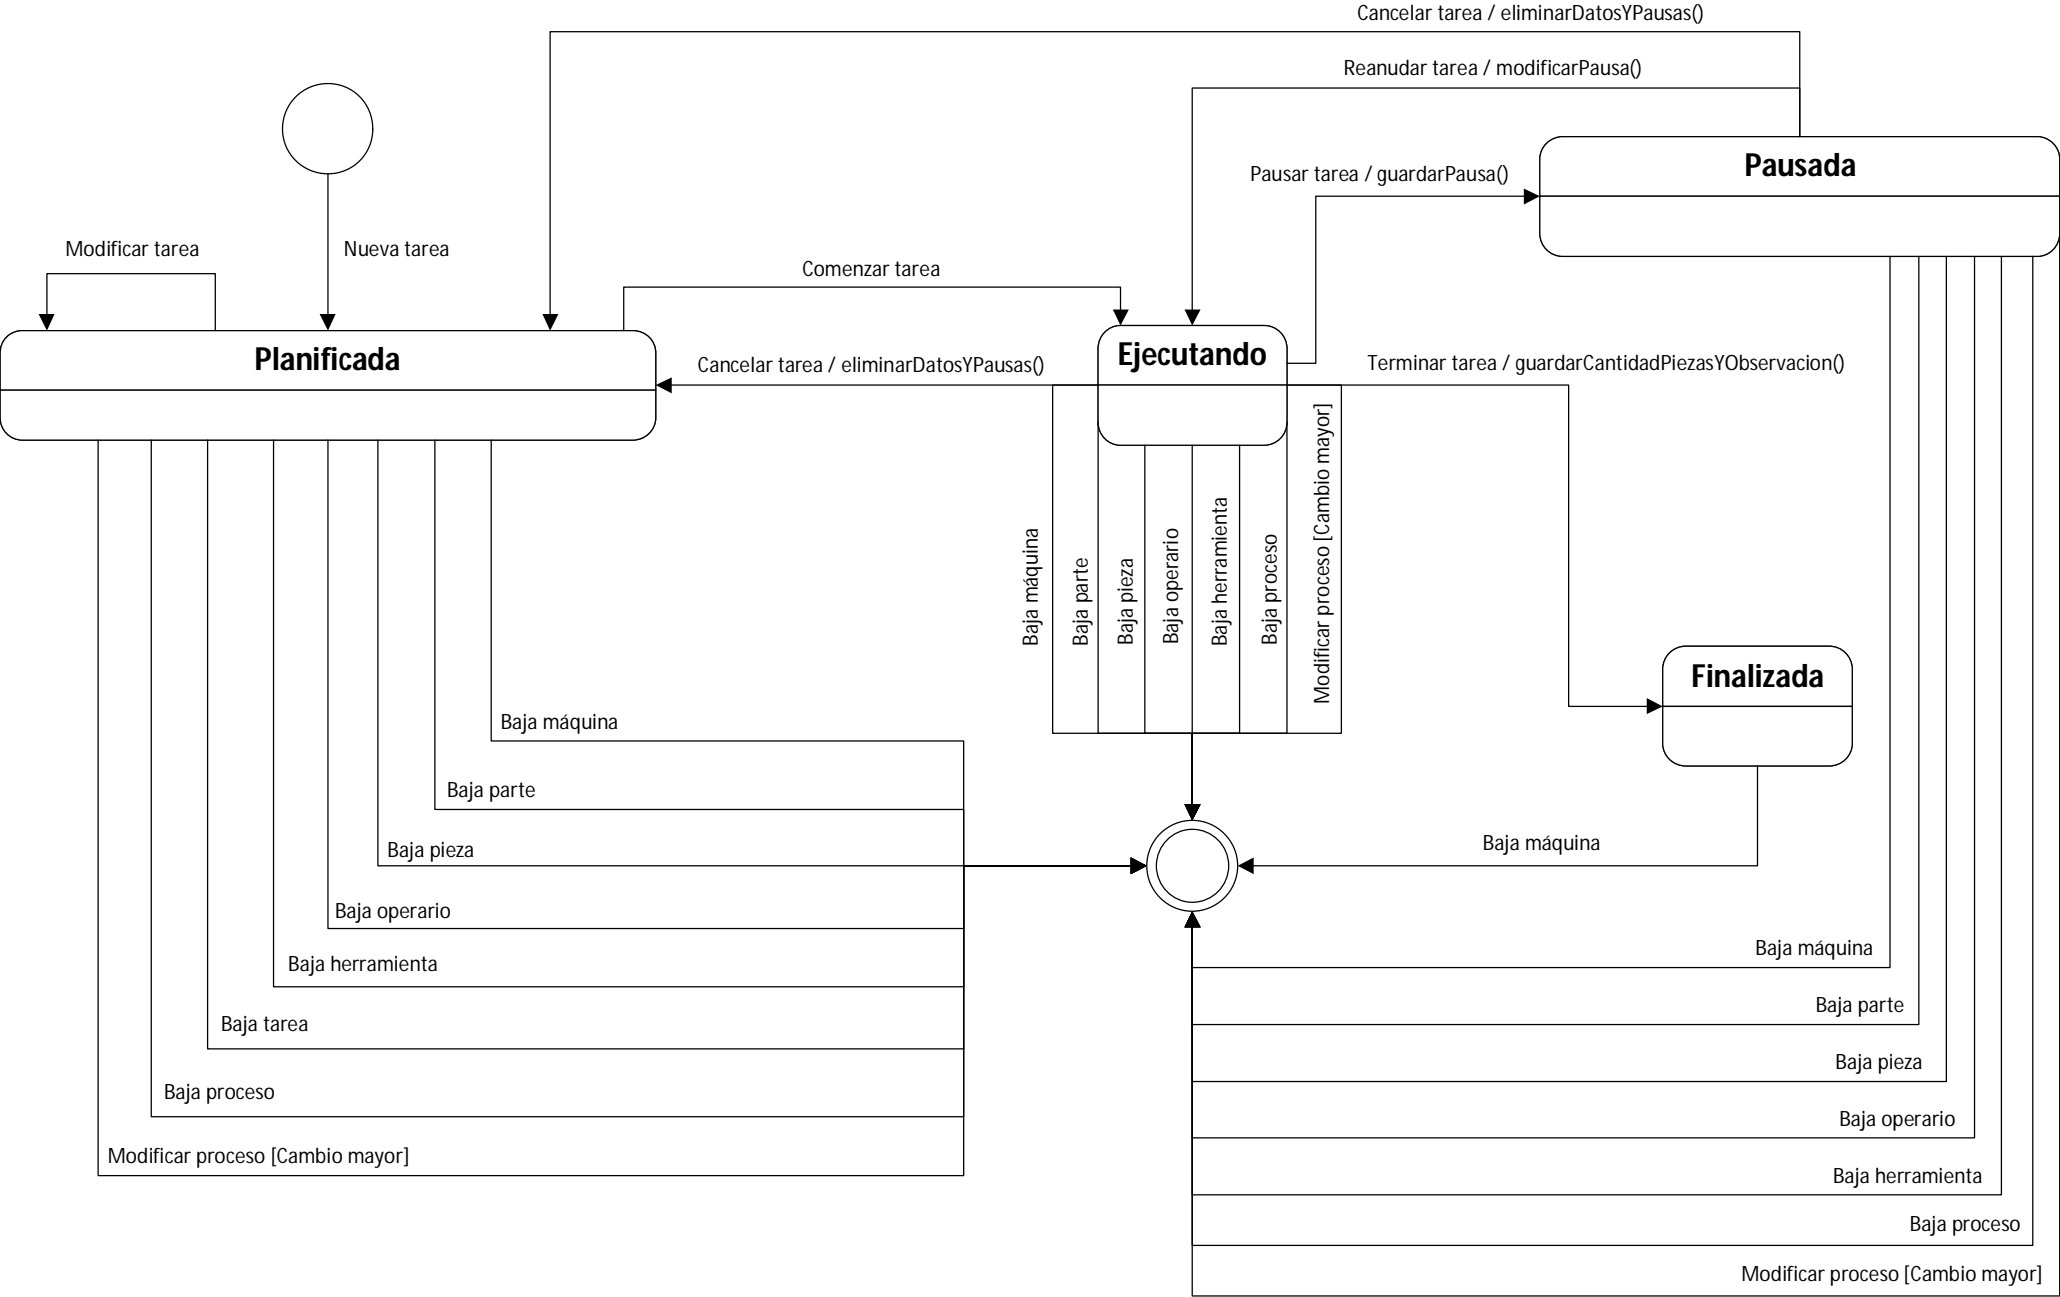 Cancelar tarea / eliminarDatosYPausas()
Reanudar tarea / modificarPausa()
Pausada
Pausar tarea / guardarPausa()
Modificar tarea
Nueva tarea
Comenzar tarea
Planificada
Ejecutando
Cancelar tarea / eliminarDatosYPausas()
Terminar tarea / guardarCantidadPiezasYObservacion()
Baja máquina
Baja parte
Baja pieza
Baja operario
Baja herramienta
Baja proceso
Modificar proceso [Cambio mayor]
Finalizada
Baja máquina
Baja parte
Baja pieza
Baja operario
Baja herramienta
Baja tarea
Baja proceso
Modificar proceso [Cambio mayor]
Baja máquina
Baja máquina
Baja parte
Baja pieza
Baja operario
Baja herramienta
Baja proceso
Modificar proceso [Cambio mayor]